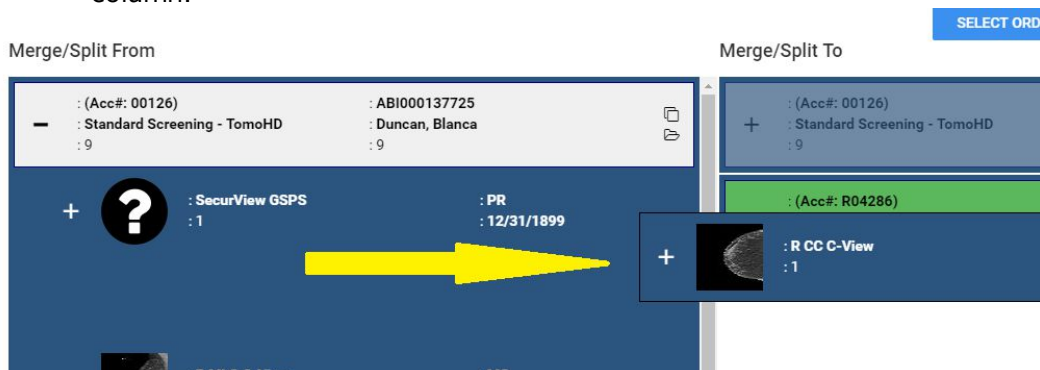 column.
SELECT ORD
Merge/Split From
Merge/Split To
: (Acc#: 00126)
: ABI000137725
: Standard Screening - TomoHD
: Duncan, Blanca
: 9
: 9
: (Acc#: 00126)
: Standard Screening - TomoHD
: 9
: SecurView GSPS
: PR
: 1
: 12/31/1899
: (Acc#: R04286)
: R CC C-View
: 1